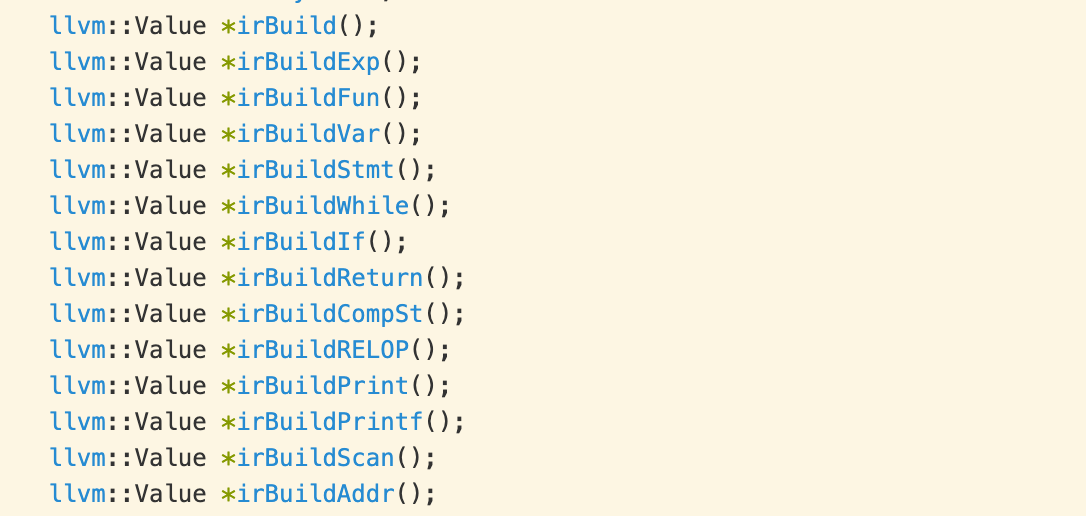 llvm::Value *irBuild();
llvm::Value *irBuildExp();
llvm::Value *irBuildFun();
llvm::Value *irBuildVar();
llvm::Value *irBuildStmt();
llvm::Value *irBuildWhile();
llvm::Value *irBuildIf();
llvm::Value *irBuildReturn();
llvm::Value *irBuildCompSt();
llvm::Value *irBuildRELOP();
llvm::Value *irBuildPrint();
llvm::Value *irBuildPrintf();
llvm::Value *irBuildScan();
llvm::Value *irBuildAddr();